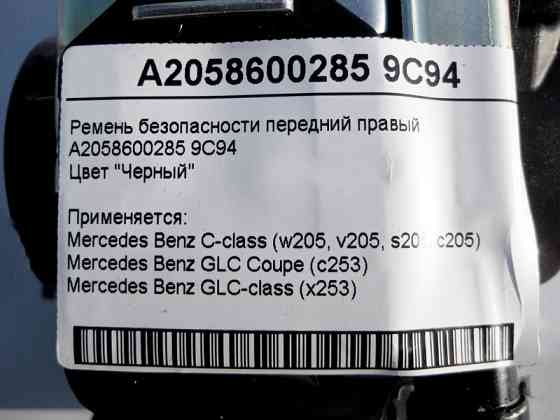 A2058600285 9C94
Ремень безопасности передний правый
A2058600285 9C94
Цвет "Черный"
Применяется:
Mercedes Benz C-class (w205, v205, c205)
Mercedes Benz GLC Coupe (c253)
Mercedes Benz GLC-class (x253)